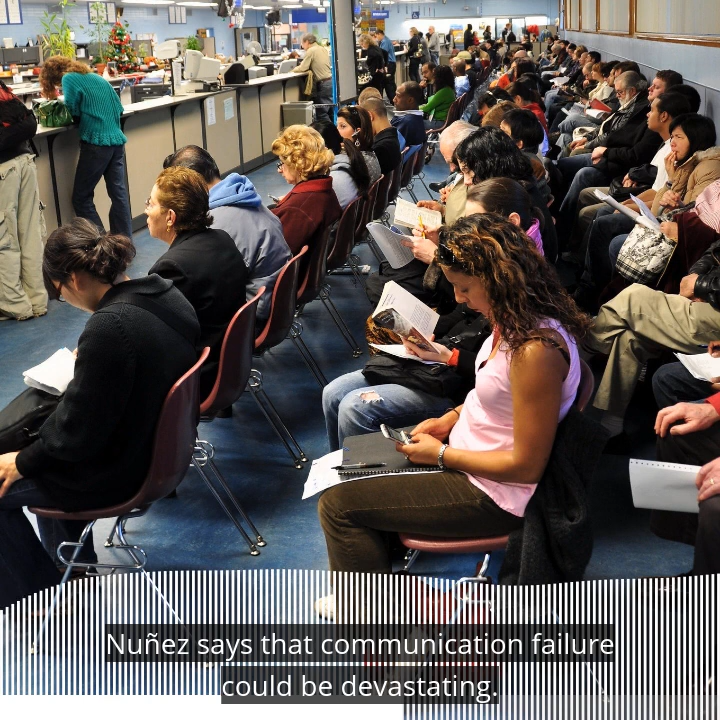 Nuñez says that communication failure
could be devastating.